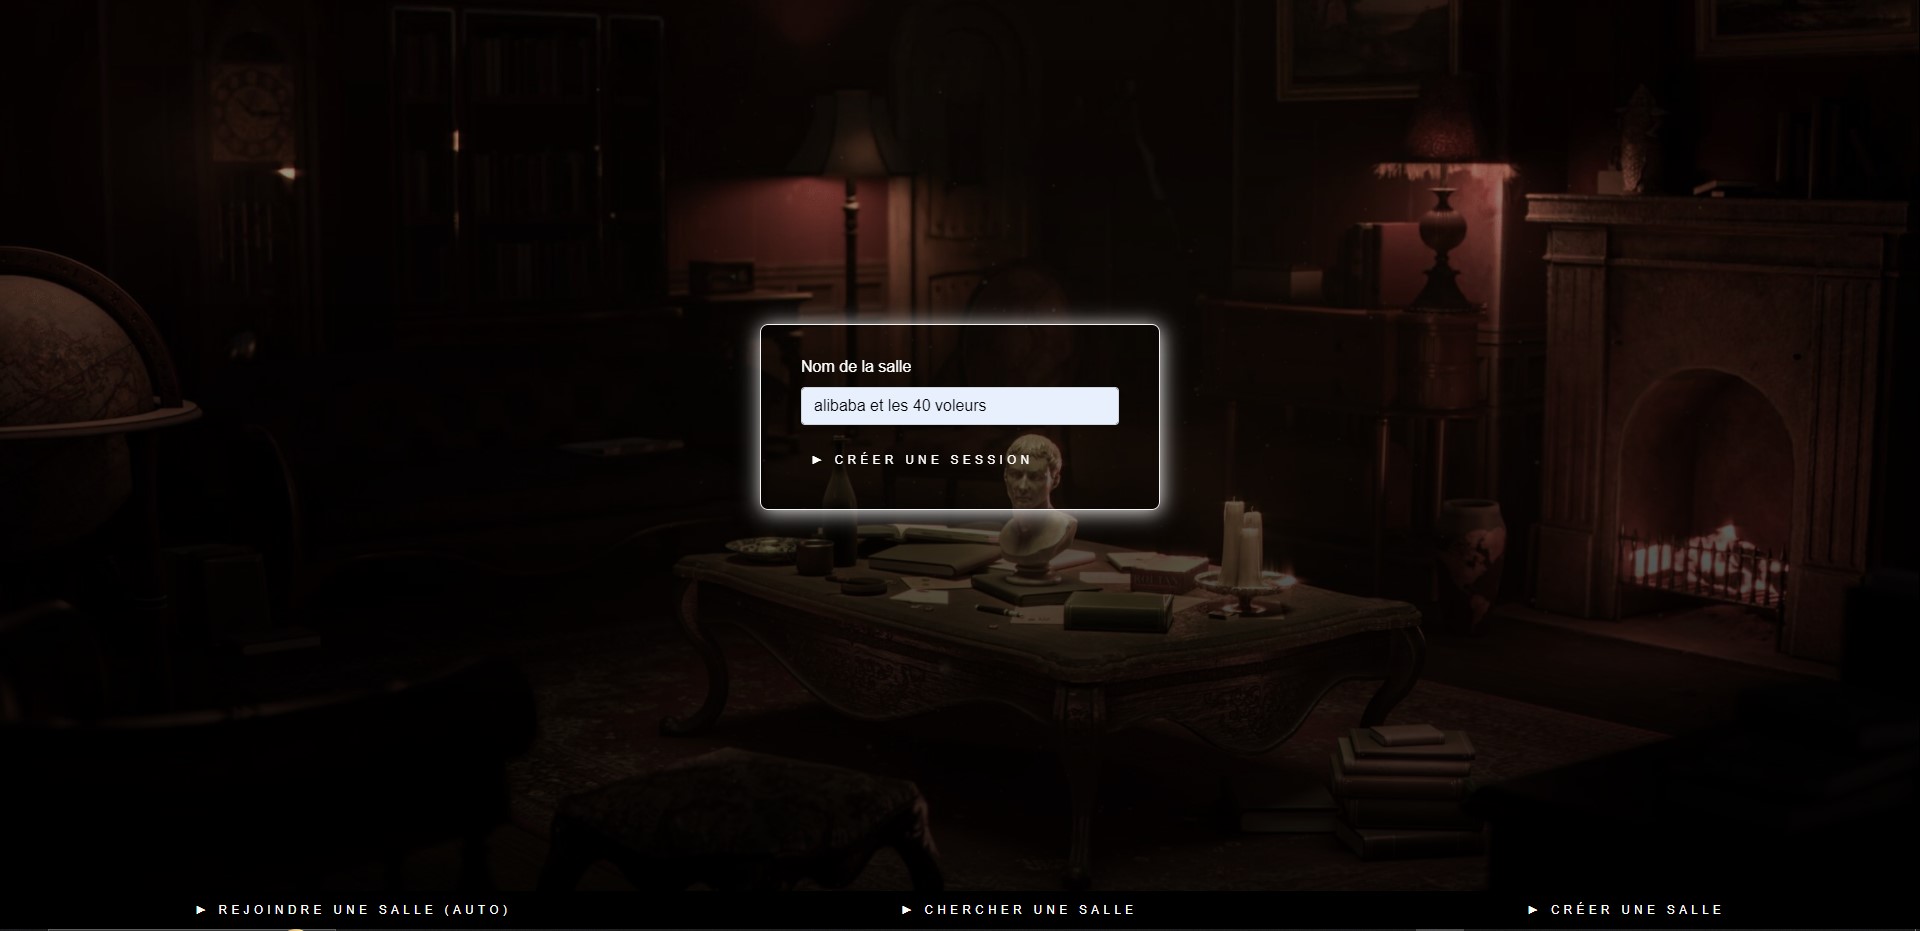 Nom de la salle
alibaba et les 40 voleurs
► CRÉER UNE SESSION
► REJOINDRE UNE SALLE (AUTO)
► CHERCHER UNE SALLE
► CRÉER UNE SALLE